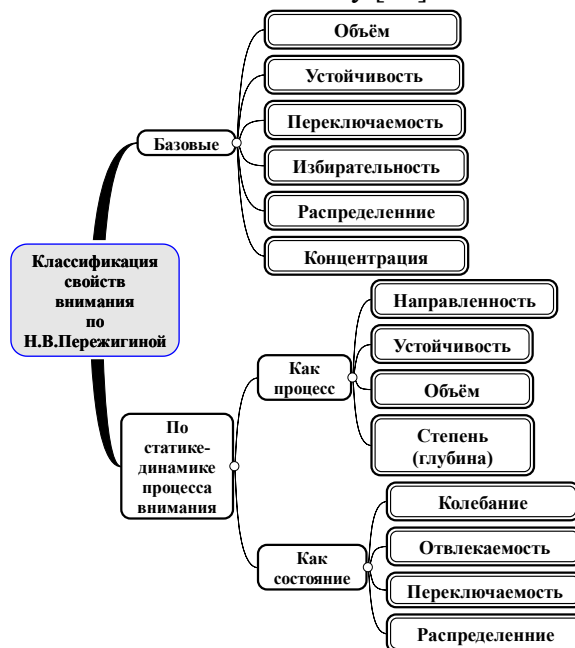 Объём
Устойчивость
Переключаемость
Базовые
Избирательность
Распределенние
Концентрация
Классификация
свойств
внимания
по
Н.В.Пережигиной
Направленность
Как
процесс
Устойчивость
Объём
Степень
(глубина)
По
статике-
динамике
процесса
внимания
Колебание
Как
состояние
Отвлекаемость
Переключаемость
Распределенние